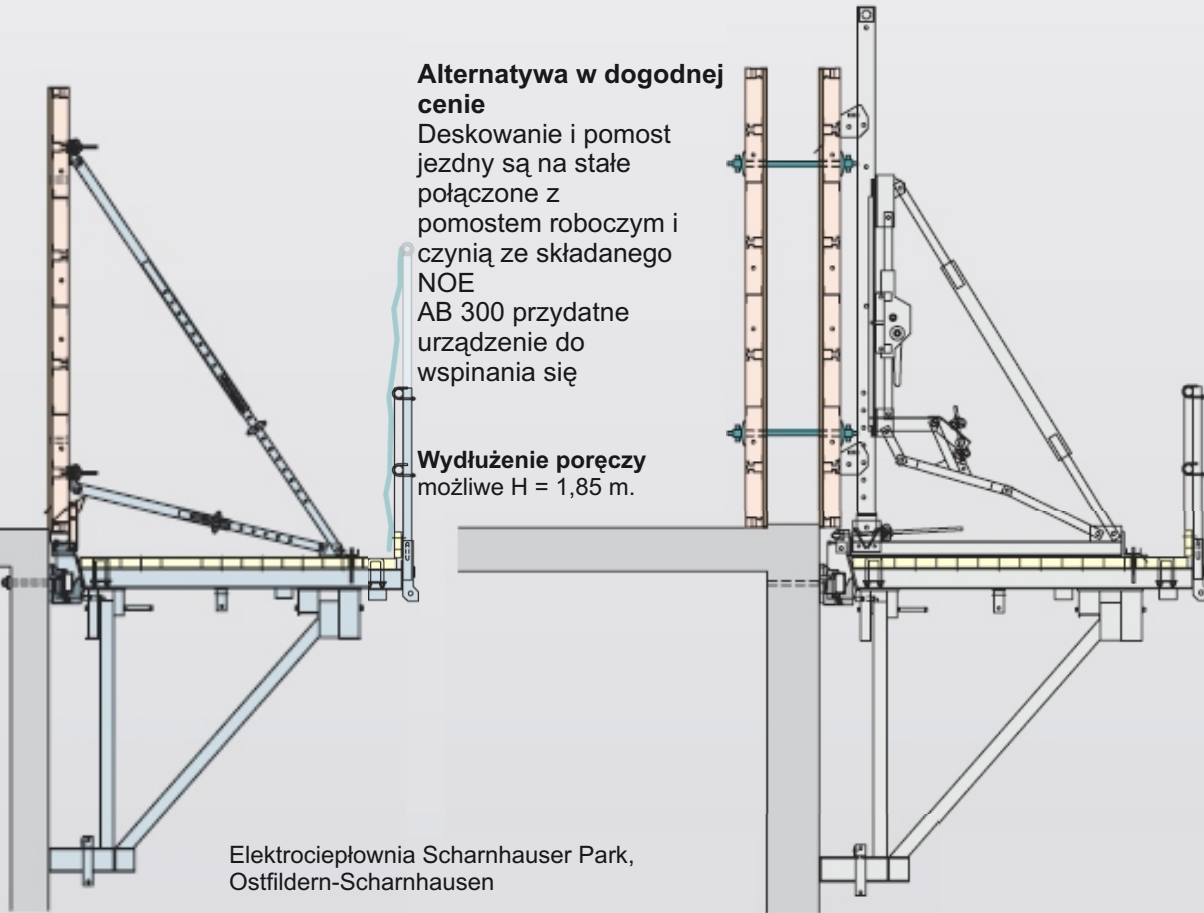 Alternatywa w dogodnej
cenie
Deskowanie i pomost
jezdny są na stałe
połączone z
pomostem roboczym i
czynią ze składanego
NOE
AB 300 przydatne
urządzenie do
wspinania się
Wydłużenie poręczy
możliwe H = 1,85 m.
Elektrociepłownia Scharnhauser Park,
Ostfildern-Scharnhausen